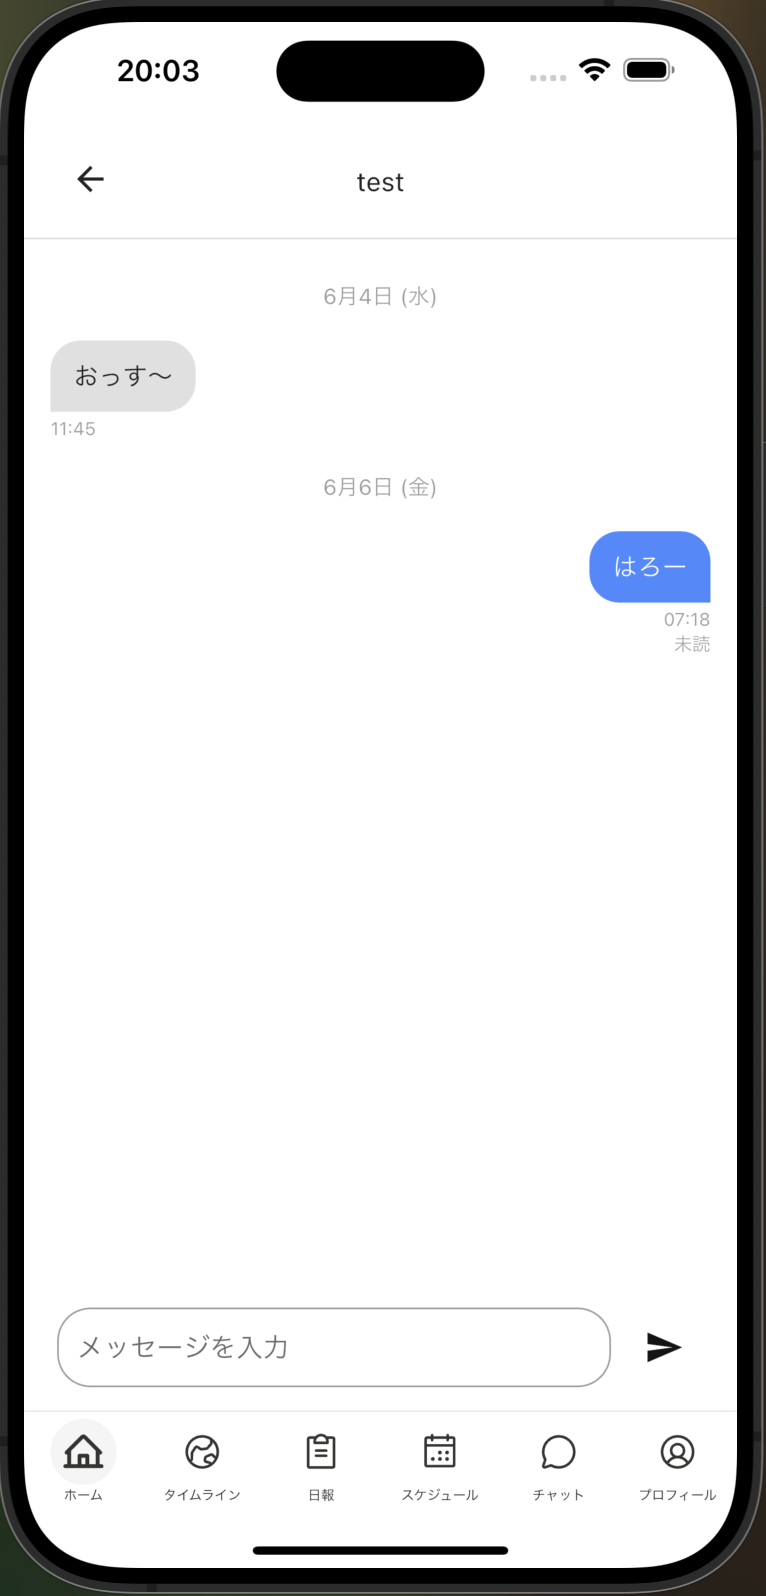 20:03
test
6月4日 (水)
おっす〜
11:45
6月6日 (金)
はろー
07:18
未読
メッセージを入力
ホーム
タイムライン
日報
スケジュール
チャット
プロフィール